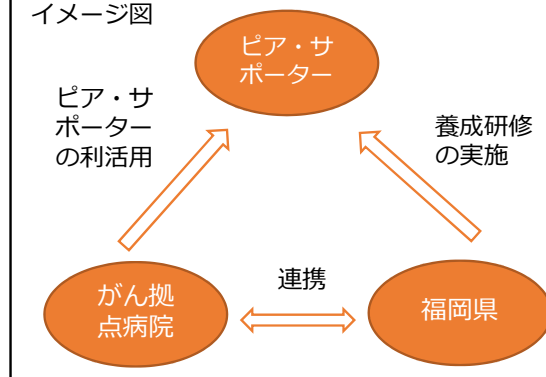 イメージ図
ピア・サ
ポーター
ピア・サ
ポーター
の利活用
養成研修
の実施
連携
がん拠
点病院
福岡県